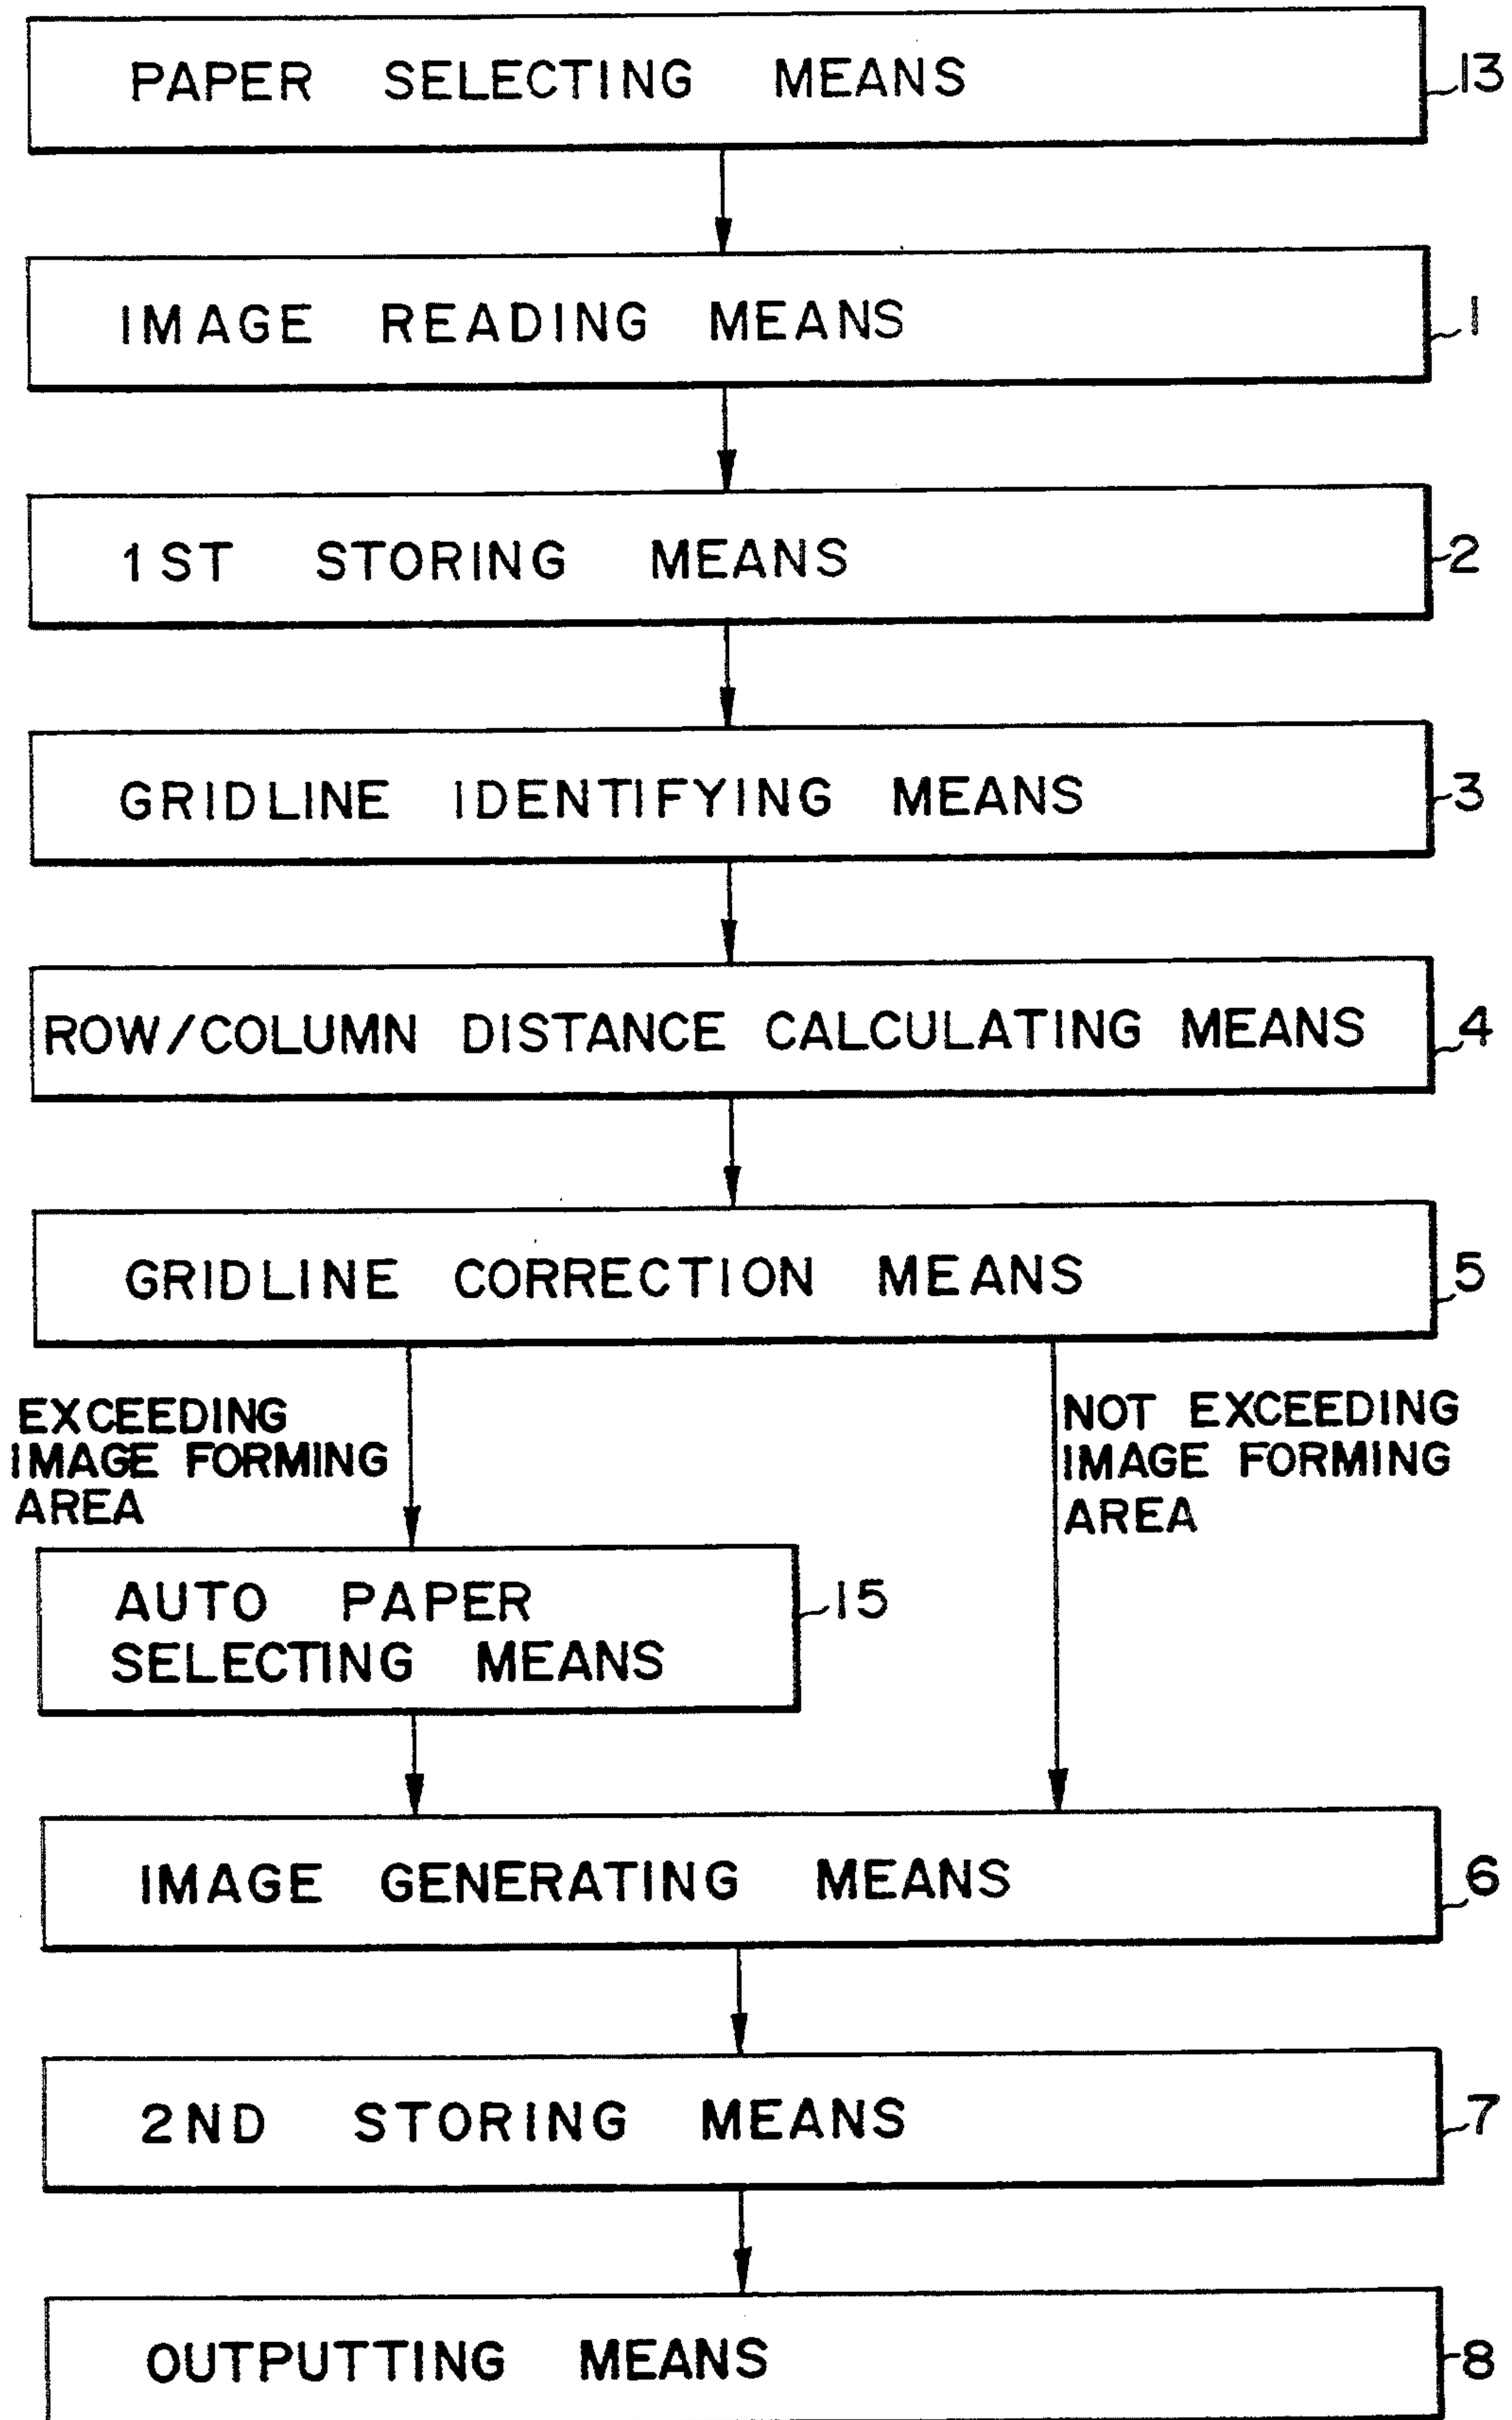 PAPER SELECTING MEANS
13
IMAGE READING MEANS
1
1ST STORING MEANS
2
GRIDLINE IDENTIFYING MEANS
3
ROW/COLUMN DISTANCE CALCULATING MEANS
4
GRIDLINE CORRECTION MEANS
5
EXCEEDING
IMAGE FORMING
AREA
NOT EXCEEDING
IMAGE FORMING
AREA
AUTO PAPER
SELECTING MEANS
15
IMAGE GENERATING MEANS
6
2ND STORING MEANS
7
OUTPUTTING MEANS
8